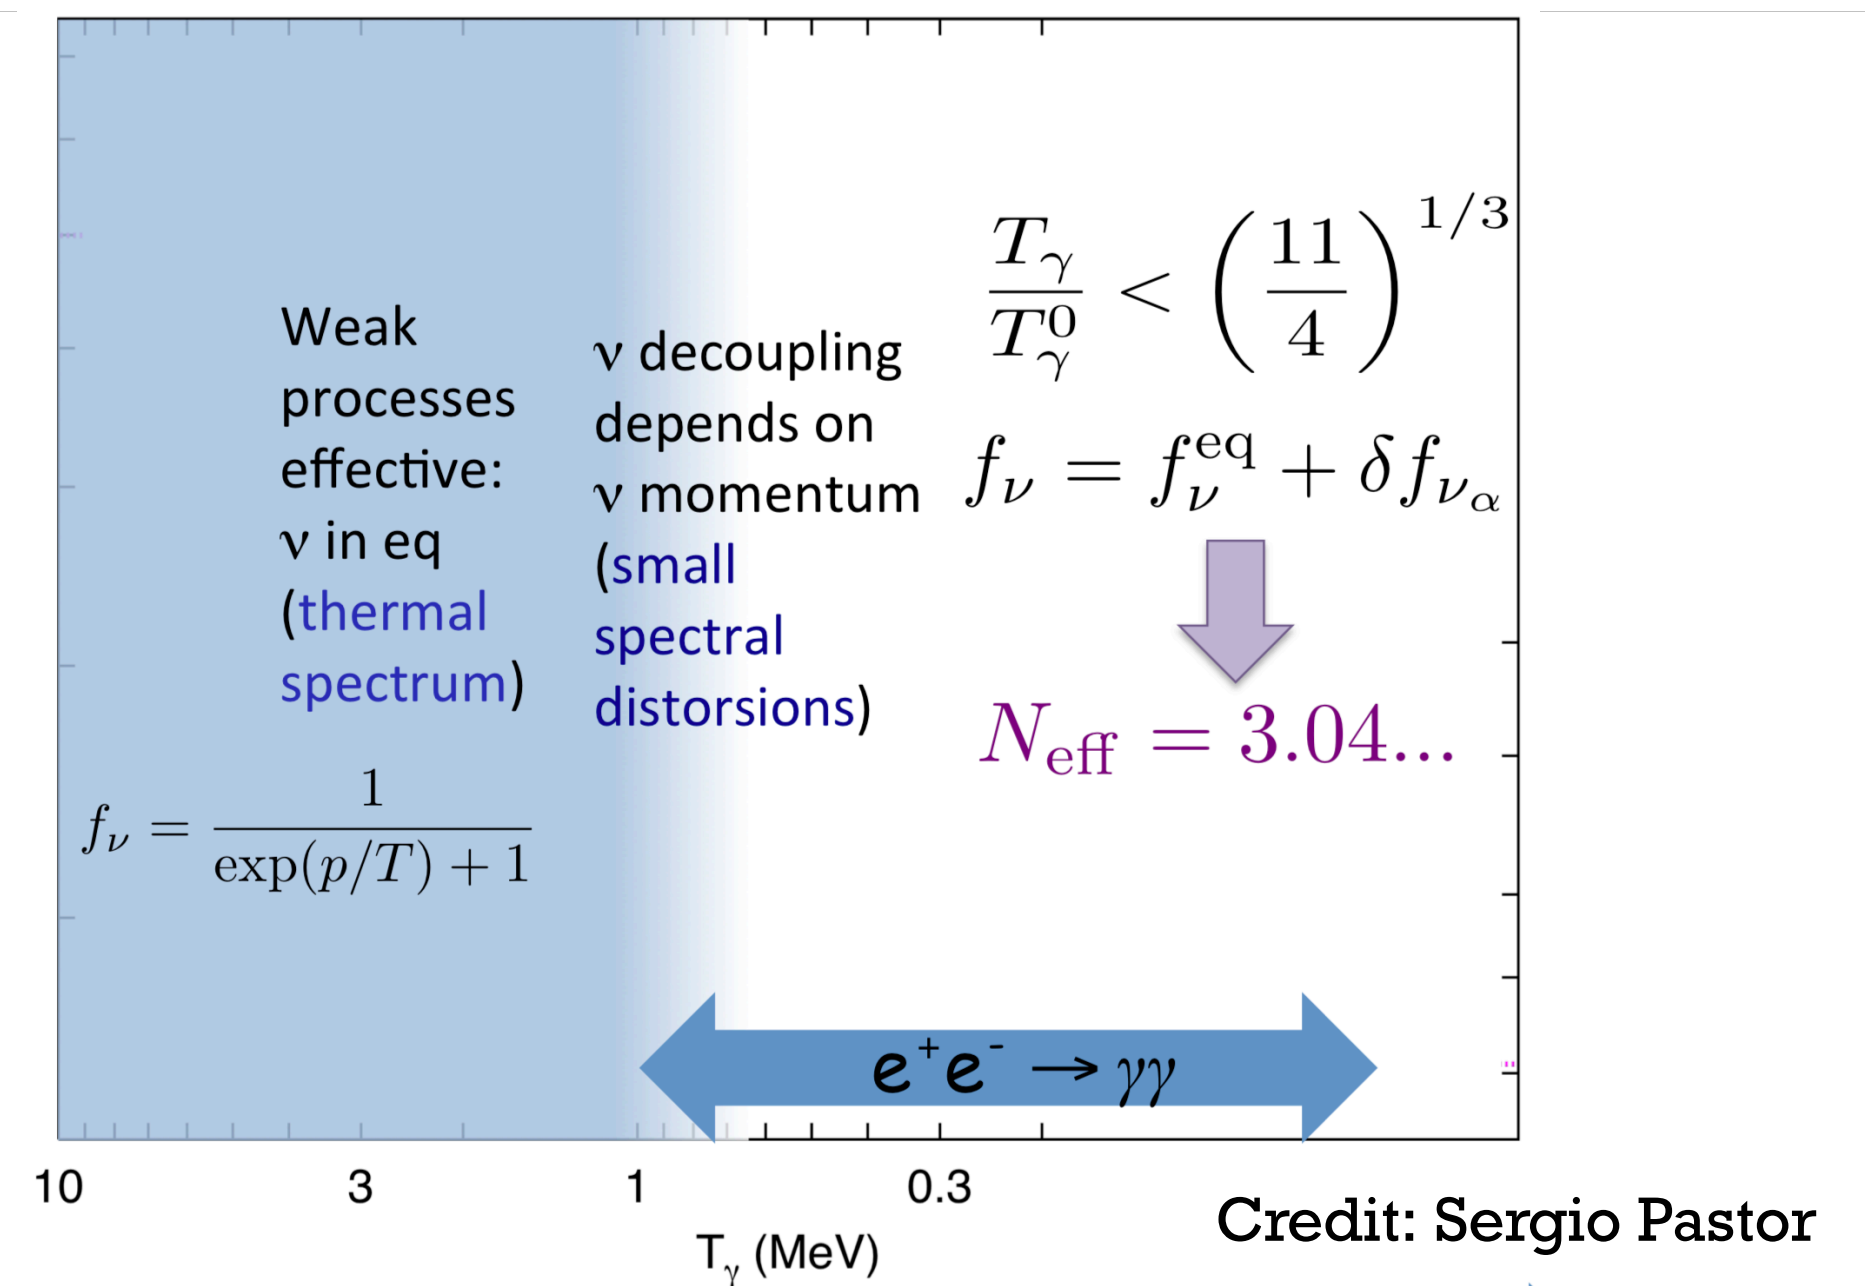 Weak
processes
effective:
ν in eq
(thermal
spectrum)
f_ν = 1 / (exp(p/T) + 1)
ν decoupling
depends on
ν momentum
(small
spectral
distorsions)
T_γ / T_γ^0 < (11/4)^{1/3}
f_ν = f_ν^eq + δf_{ν_α}
N_eff = 3.04...
e⁺e⁻ → γγ
10 3 1 0.3
T_γ (MeV)
Credit: Sergio Pastor